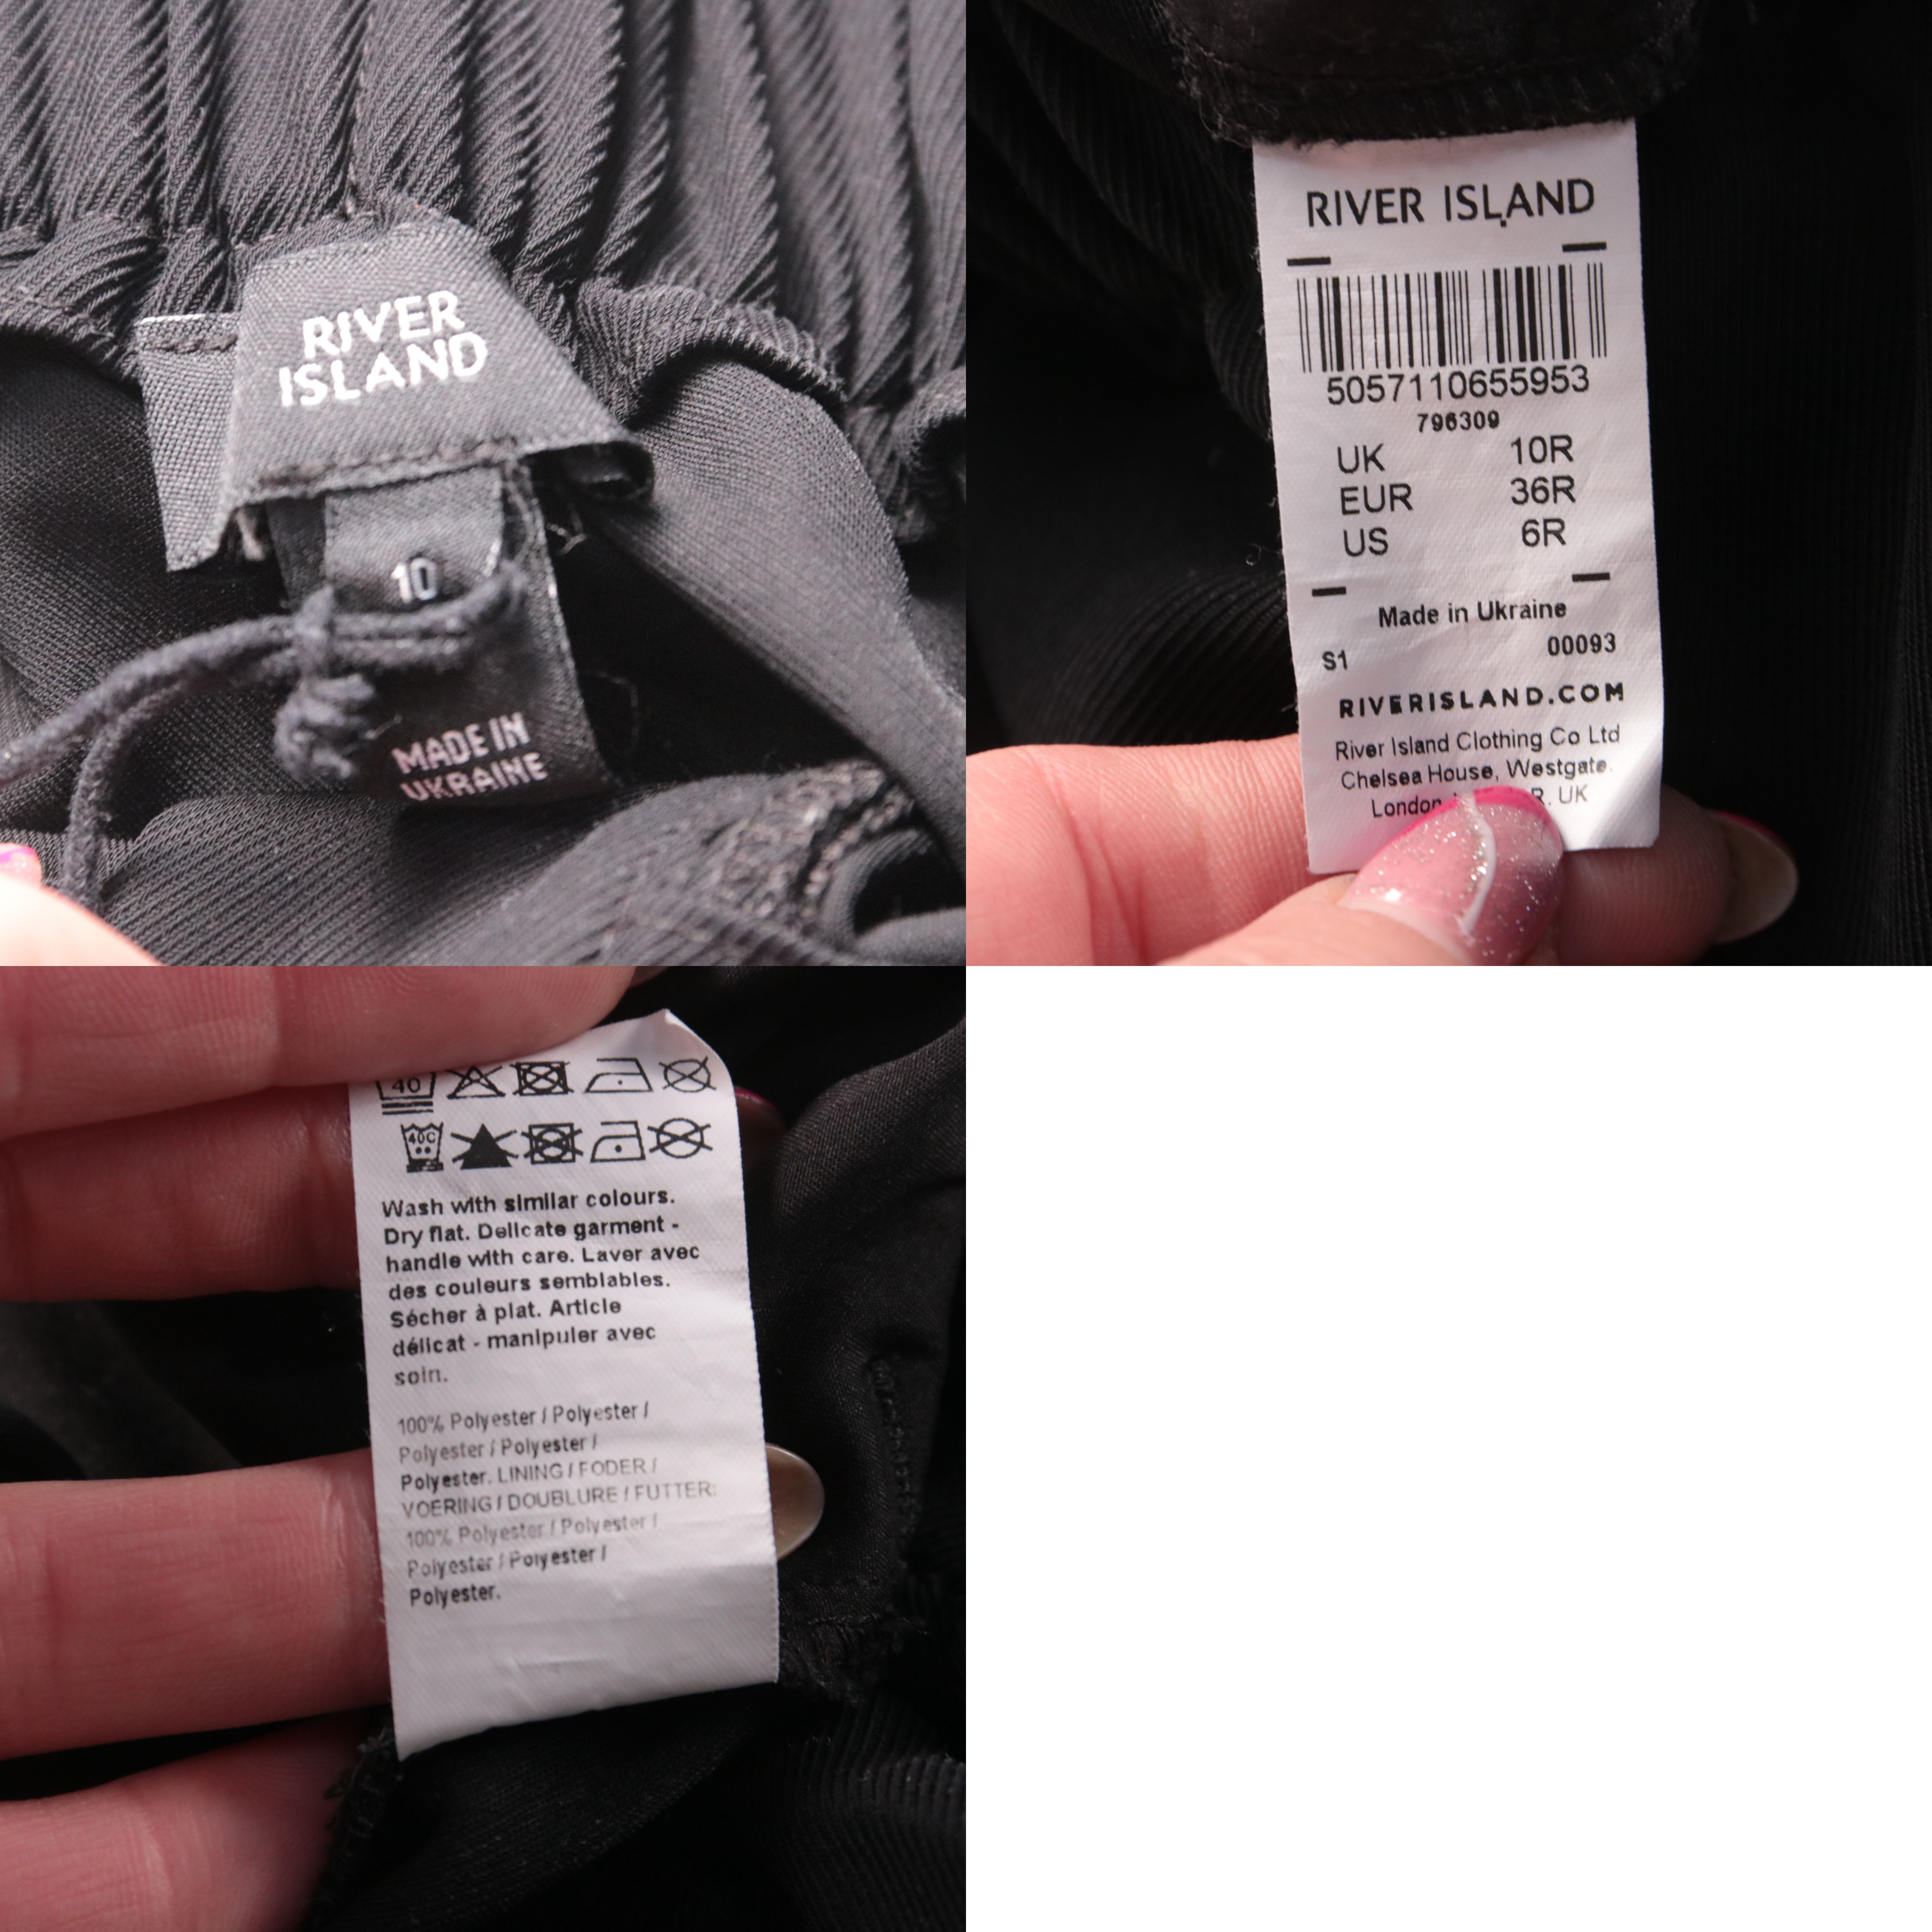 RIVER
ISLAND
10
MADE IN
UKRAINE
RIVER ISLAND
5057110655953
796309
UK 10R
EUR 36R
US 6R
Made in Ukraine
S1 00093
RIVERISLAND.COM
River Island Clothing Co Ltd
Chelsea House, Westgate.
London R. UK
40
40C
Wash with similar colours.
Dry flat. Delicate garment -
handle with care. Laver avec
des couleurs semblables.
Sécher à plat. Article
délicat - manipuler avec
soin.
100% Polyester / Polyester /
Polyester / Polyester /
Polyester. LINING / FODER /
VOERING / DOUBLURE / FUTTER:
100% Polyester / Polyester /
Polyester / Polyester /
Polyester.